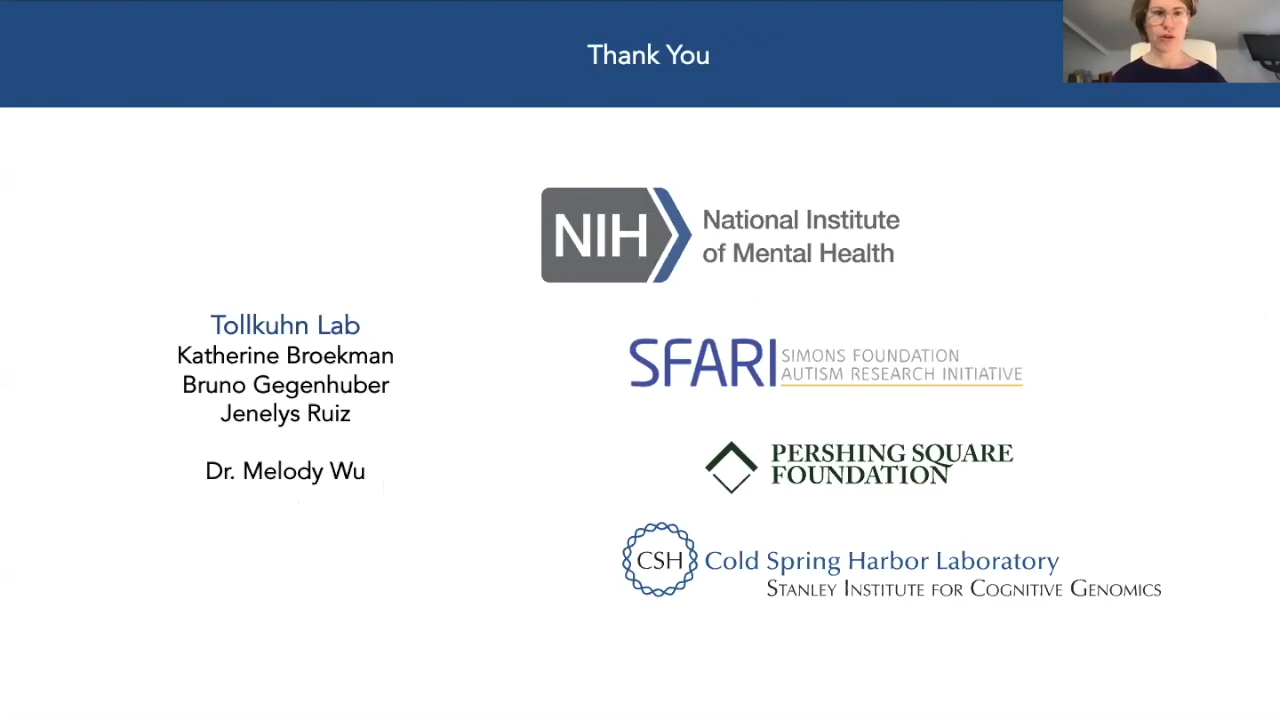 Thank You
NIH
National Institute
of Mental Health
Tollkuhn Lab
Katherine Broekman
Bruno Gegenhuber
Jenelys Ruiz
Dr. Melody Wu
SFARI
SIMONS FOUNDATION
AUTISM RESEARCH INITIATIVE
PERSHING SQUARE
FOUNDATION
CSH
Cold Spring Harbor Laboratory
STANLEY INSTITUTE FOR COGNITIVE GENOMICS